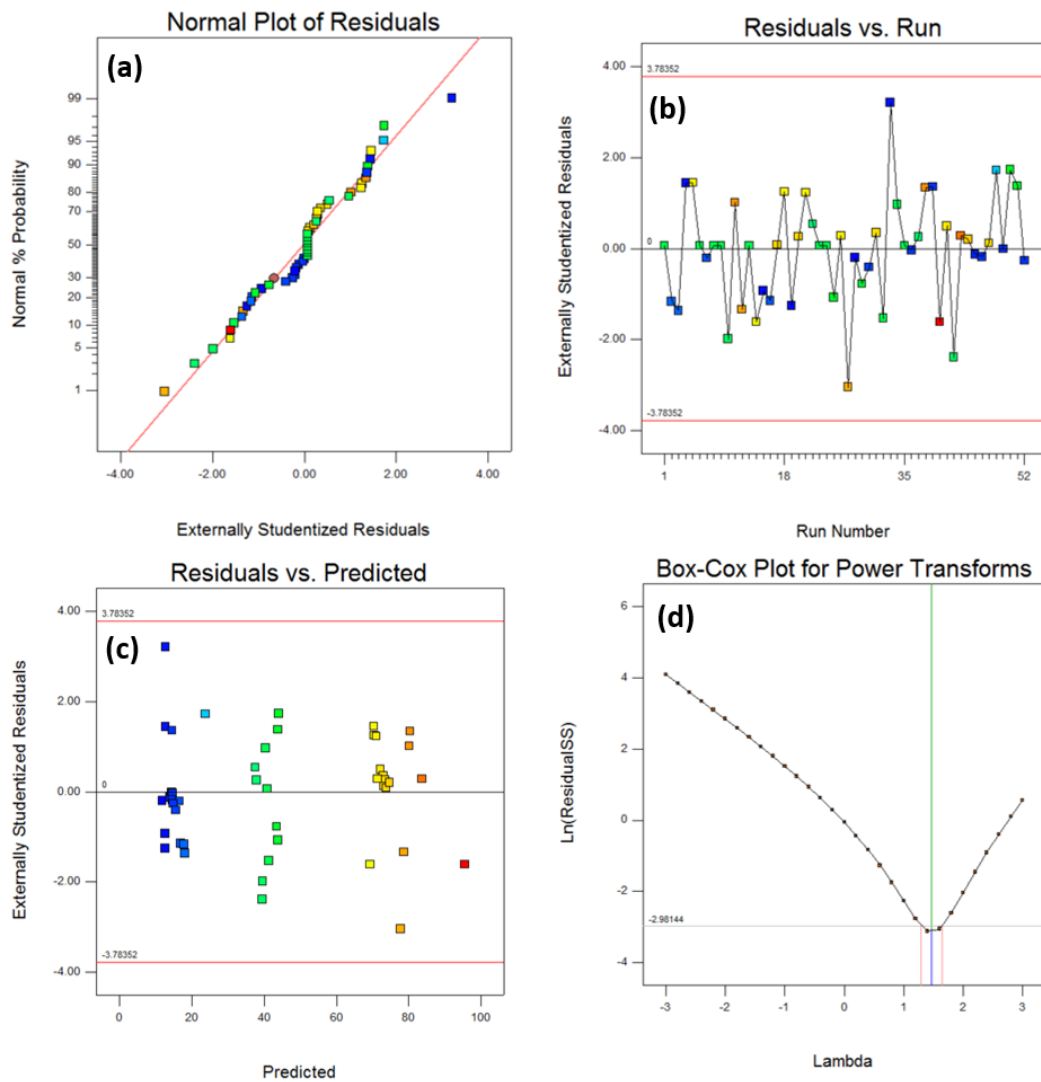 Normal Plot of Residuals
(a)
Normal % Probability
99
95
90
80
70
50
30
20
10
5
1
-4.00 -2.00 0.00 2.00 4.00
Externally Studentized Residuals
Residuals vs. Run
(b)
Externally Studentized Residuals
4.00
3.78352
2.00
0.00
0
-2.00
-3.78352
-4.00
1 18 35 52
Run Number
Residuals vs. Predicted
(c)
Externally Studentized Residuals
4.00
3.78352
2.00
0.00
0
-2.00
-3.78352
-4.00
0 20 40 60 80 100
Predicted
Box-Cox Plot for Power Transforms
(d)
Ln(ResidualSS)
6
4
2
0
-2
-2.98144
-4
-3 -2 -1 0 1 2 3
Lambda